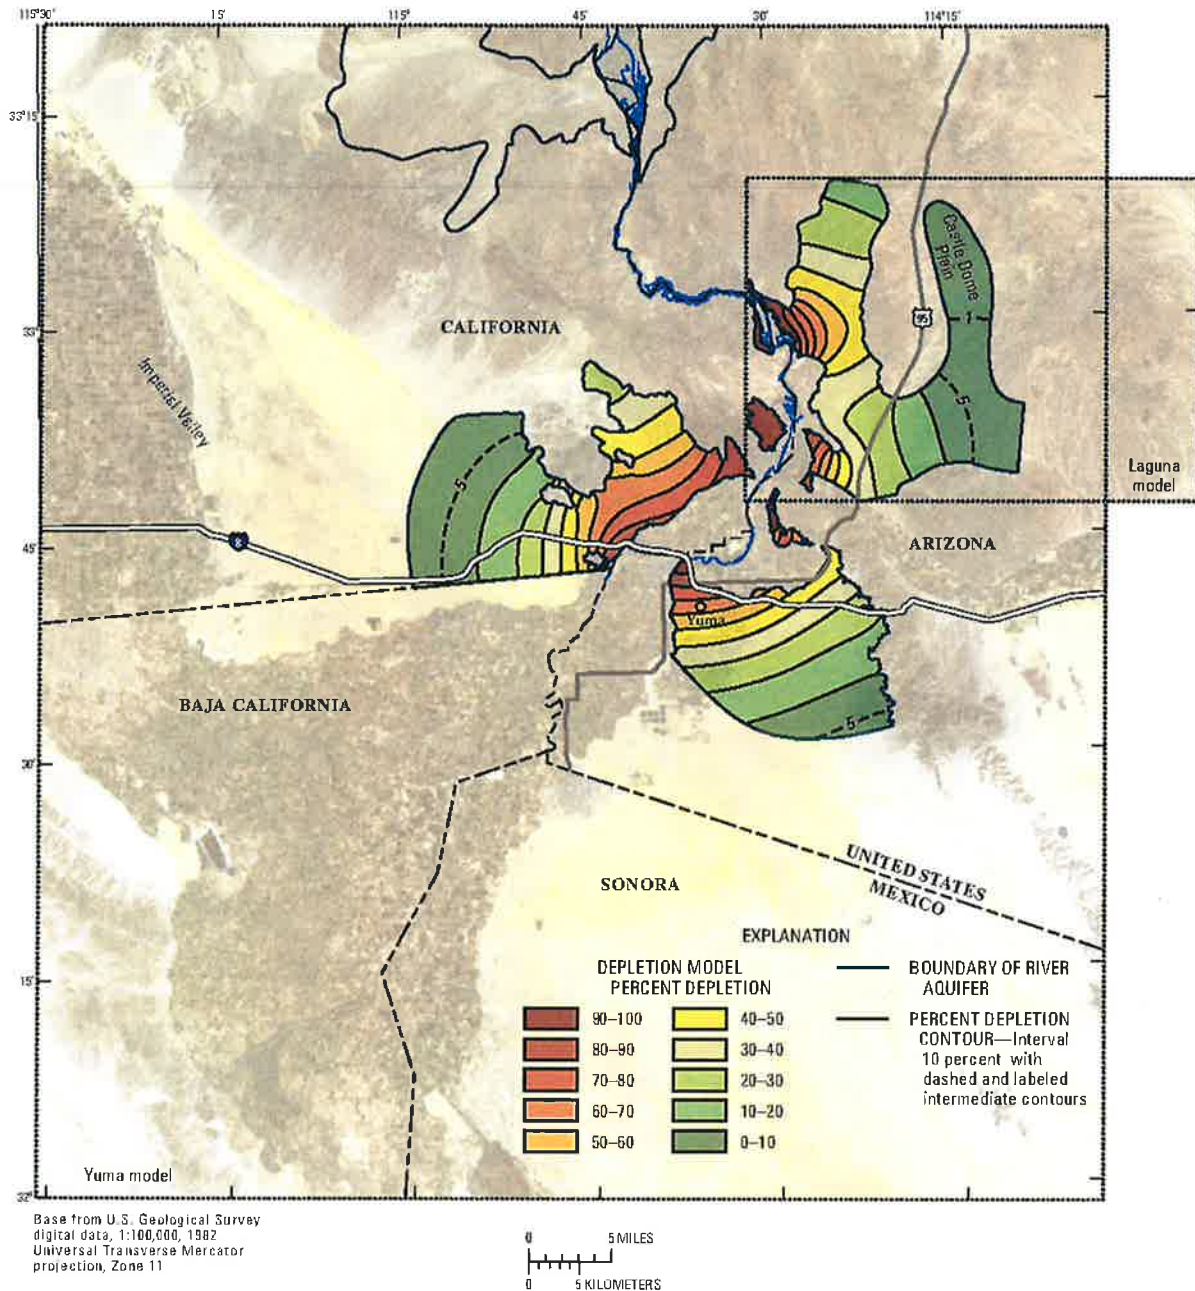 115°30'
15'
115°
45'
30'
114°15'
33°15'
CALIFORNIA
Castle Dome
Plain
95
1
33°
Imperial Valley
5
5
Laguna
model
8
45'
ARIZONA
Yuma
BAJA CALIFORNIA
5
30'
UNITED STATES
MEXICO
SONORA
EXPLANATION
DEPLETION MODEL
PERCENT DEPLETION
90–100
80–90
70–80
60–70
50–60
40–50
30–40
20–30
10–20
0–10
BOUNDARY OF RIVER
AQUIFER
PERCENT DEPLETION
CONTOUR—Interval
10 percent with
dashed and labeled
intermediate contours
15'
Yuma model
32°
Base from U.S. Geological Survey
digital data, 1:100,000, 1982
Universal Transverse Mercator
projection, Zone 11
0 5 MILES
0 5 KILOMETERS